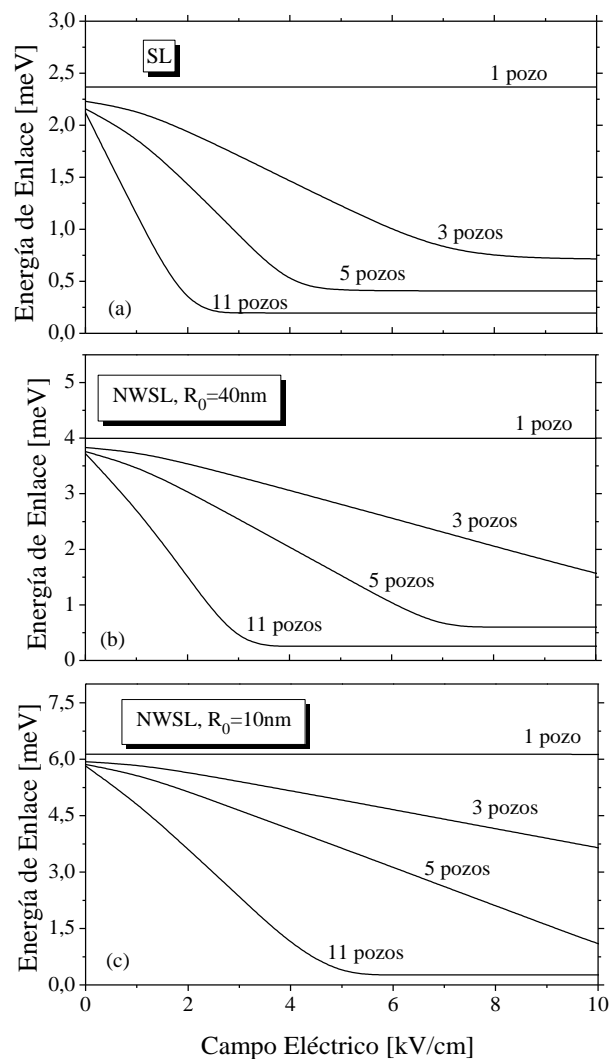 3,0
SL
1 pozo
2,5
2,0
1,5
1,0
3 pozos
0,5
5 pozos
11 pozos
0,0
(a)
Energía de Enlace [meV]
5
NWSL, R₀=40nm
1 pozo
4
3
3 pozos
2
5 pozos
1
11 pozos
0
(b)
Energía de Enlace [meV]
7,5
NWSL, R₀=10nm
1 pozo
6,0
4,5
3 pozos
3,0
5 pozos
1,5
11 pozos
0,0
(c)
Energía de Enlace [meV]
0 2 4 6 8 10
Campo Eléctrico [kV/cm]